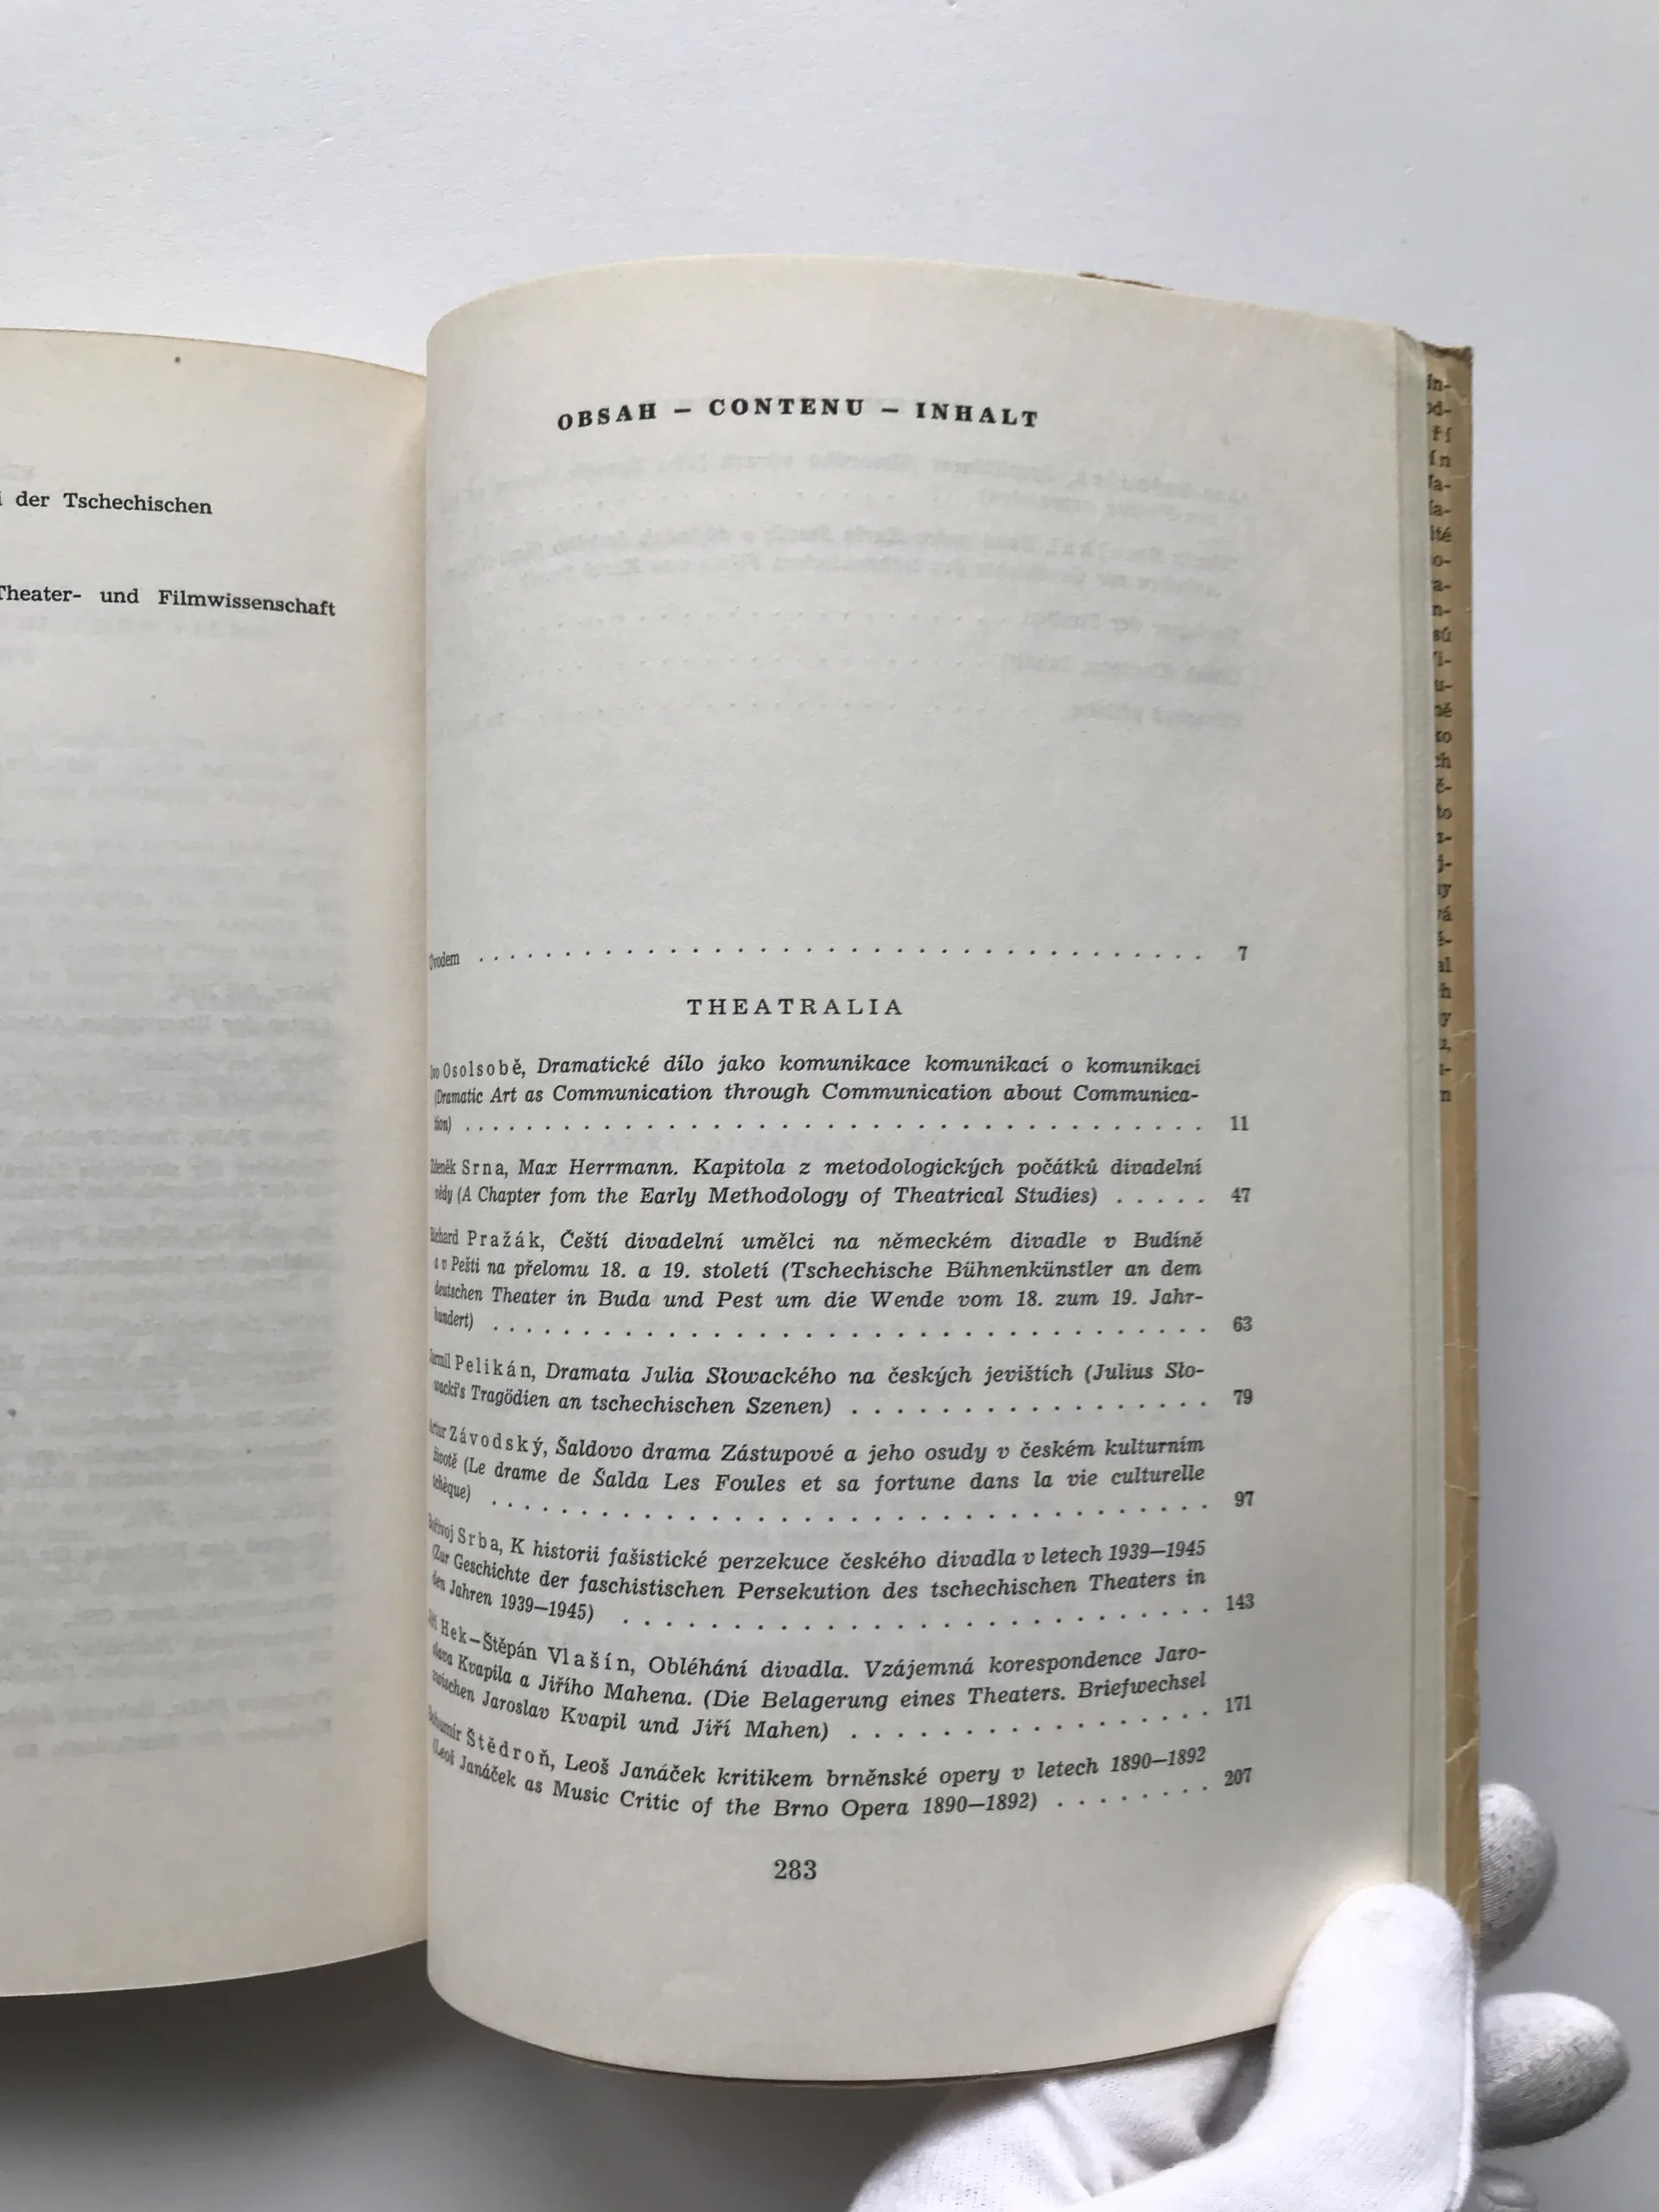 der Tschechischen
Theater- und Filmwissenschaft
OBSAH — CONTENU — INHALT
Úvodem . . . . . . . . . . . . . . . . . . . . . . . . . . . . . . . . . . 7
THEATRALIA
Ivo Osolsobě, Dramatické dílo jako komunikace komunikací o komunikaci
(Dramatic Art as Communication through Communication about Communica-
tion) . . . . . . . . . . . . . . . . . . . . . . . . . . . . . . . . . . 11
Zdeněk Srna, Max Herrmann. Kapitola z metodologických počátků divadelní
vědy (A Chapter fom the Early Methodology of Theatrical Studies) . . . . . 47
Richard Pražák, Čeští divadelní umělci na německém divadle v Budíně
a v Pešti na přelomu 18. a 19. století (Tschechische Bühnenkünstler an dem
deutschen Theater in Buda und Pest um die Wende vom 18. zum 19. Jahr-
hundert) . . . . . . . . . . . . . . . . . . . . . . . . . . . . . . . . 63
Jarmil Pelikán, Dramata Julia Słowackého na českých jevištích (Julius Sło-
wacki's Tragödien an tschechischen Szenen) . . . . . . . . . . . . . . . . . 79
Artur Závodský, Šaldovo drama Zástupové a jeho osudy v českém kulturním
životě (Le drame de Šalda Les Foules et sa fortune dans la vie culturelle
tchèque) . . . . . . . . . . . . . . . . . . . . . . . . . . . . . . . . 97
Bořivoj Srba, K historii fašistické perzekuce českého divadla v letech 1939—1945
(Zur Geschichte der faschistischen Persekution des tschechischen Theaters in
den Jahren 1939—1945) . . . . . . . . . . . . . . . . . . . . . . . . . . 143
Jiří Hek—Štěpán Vlašín, Obléhání divadla. Vzájemná korespondence Jaro-
slava Kvapila a Jiřího Mahena. (Die Belagerung eines Theaters. Briefwechsel
zwischen Jaroslav Kvapil und Jiří Mahen) . . . . . . . . . . . . . . . . 171
Bohumír Štědroň, Leoš Janáček kritikem brněnské opery v letech 1890—1892
(Leoš Janáček as Music Critic of the Brno Opera 1890—1892) . . . . . . . . 207
283